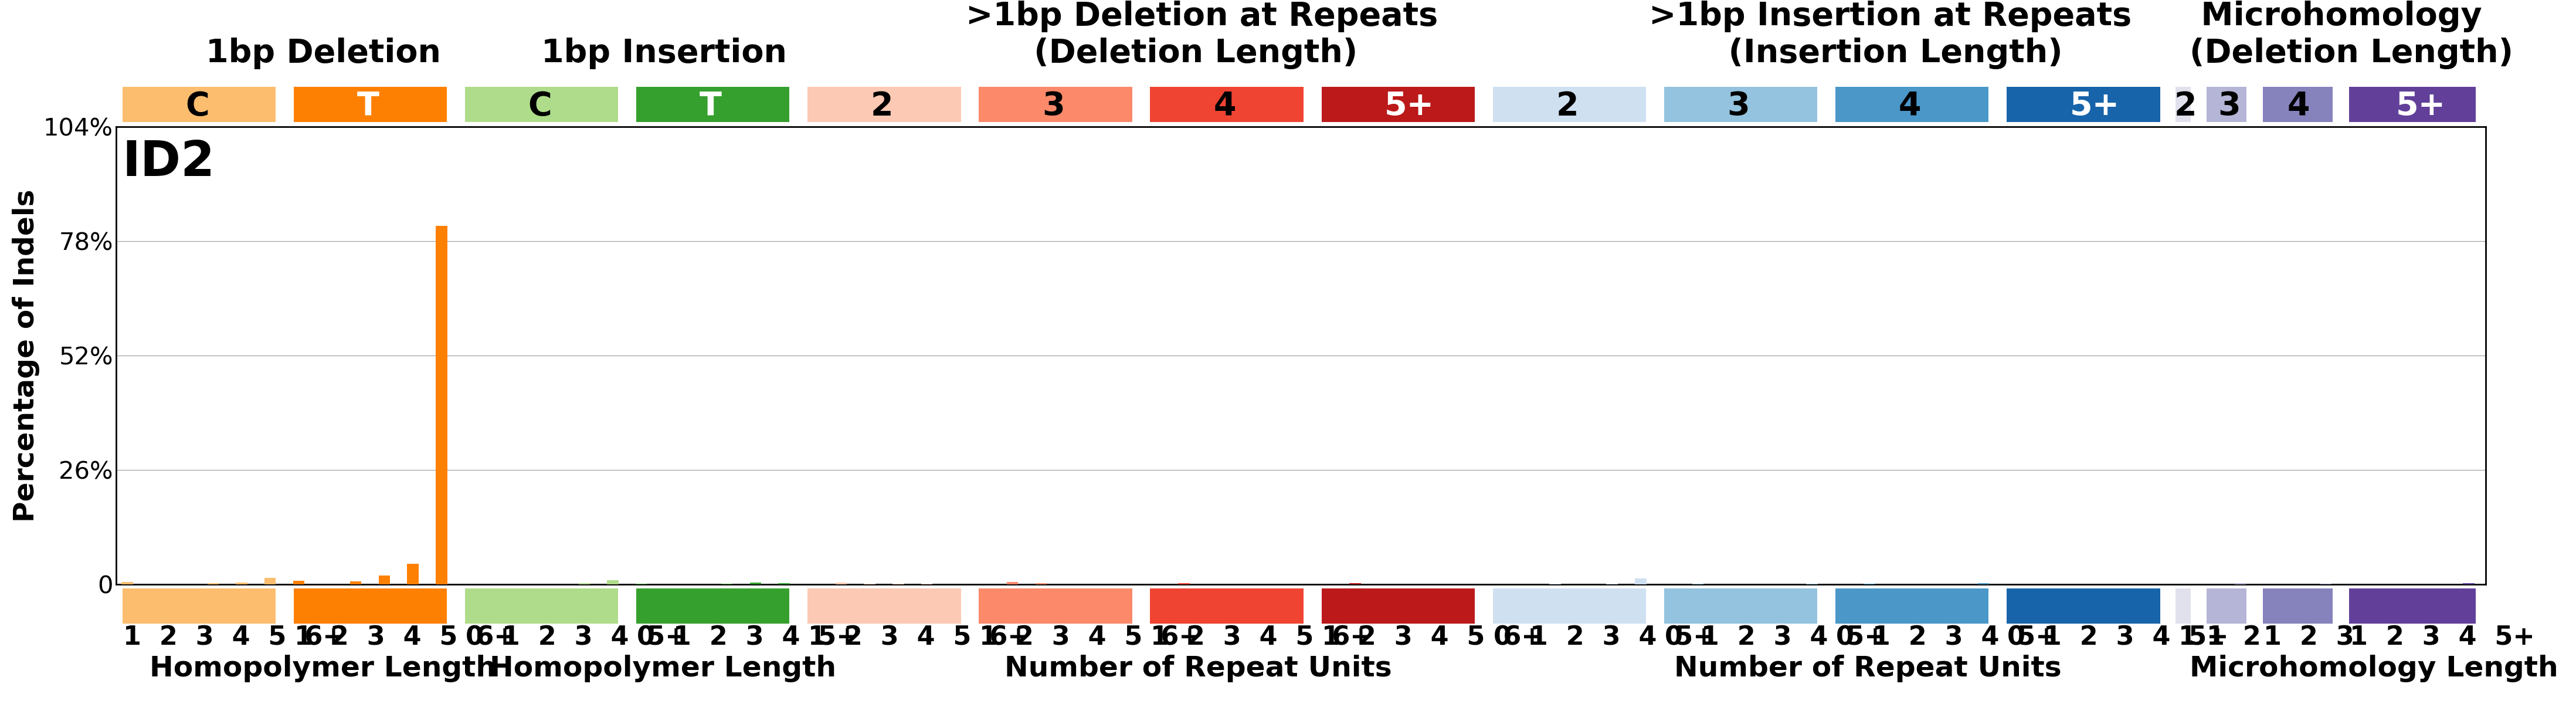 >1bp Deletion at Repeats >1bp Insertion at Repeats Microhomology
1bp Deletion 1bp Insertion (Deletion Length) (Insertion Length) (Deletion Length)
C T C T 2 3 4 5+ 2 3 4 5+ 2 3 4 5+
104%
ID2
78%
52%
26%
0
Percentage of Indels
1 2 3 4 5 6+ 1 2 3 4 5 6+ 0 1 2 3 4 5+ 0 1 2 3 4 5+ 1 2 3 4 5 6+ 1 2 3 4 5 6+ 1 2 3 4 5 6+ 1 2 3 4 5 6+ 0 1 2 3 4 5+ 0 1 2 3 4 5+ 0 1 2 3 4 5+ 0 1 2 3 4 5+ 1 1 2 1 2 3 1 2 3 4 5+
Homopolymer Length Homopolymer Length Number of Repeat Units Number of Repeat Units Microhomology Length